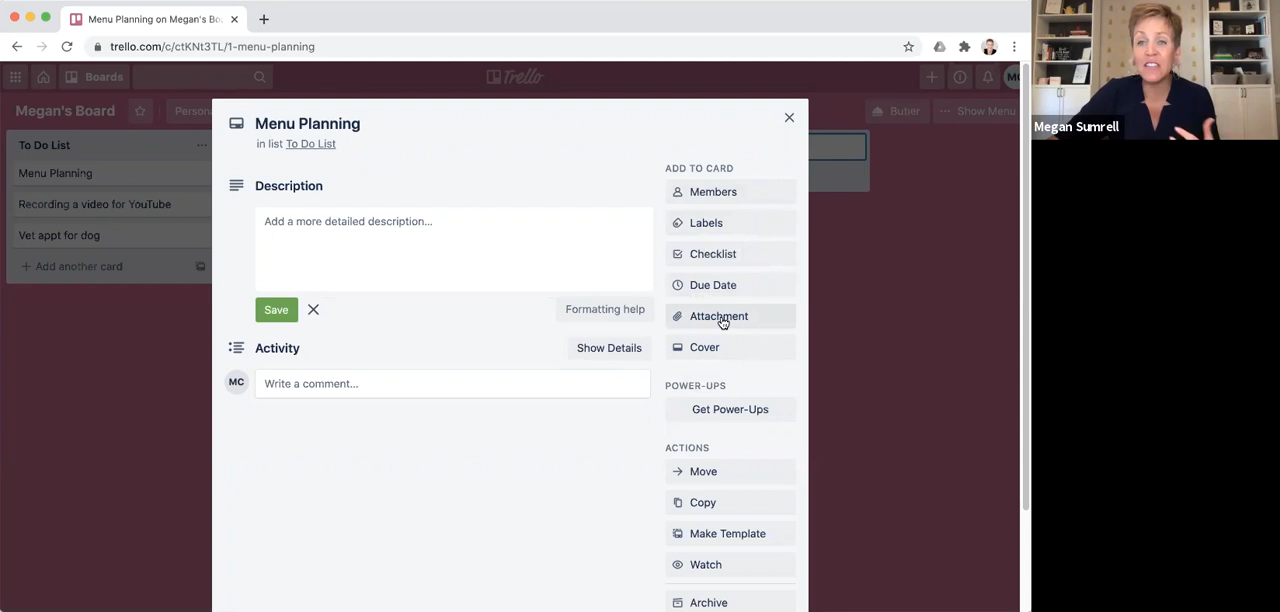 Menu Planning on Megan's Bo
trello.com/c/ctKNt3TL/1-menu-planning
Boards
Trello
Megan's Board
Person
Butler
Show Menu
To Do List
Menu Planning
Recording a video for YouTube
Vet appt for dog
Add another card
Menu Planning
in list To Do List
Description
Add a more detailed description...
Save
Formatting help
Activity
Show Details
MC
Write a comment...
ADD TO CARD
Members
Labels
Checklist
Due Date
Attachment
Cover
POWER-UPS
Get Power-Ups
ACTIONS
Move
Copy
Make Template
Watch
Archive
Megan Sumrell